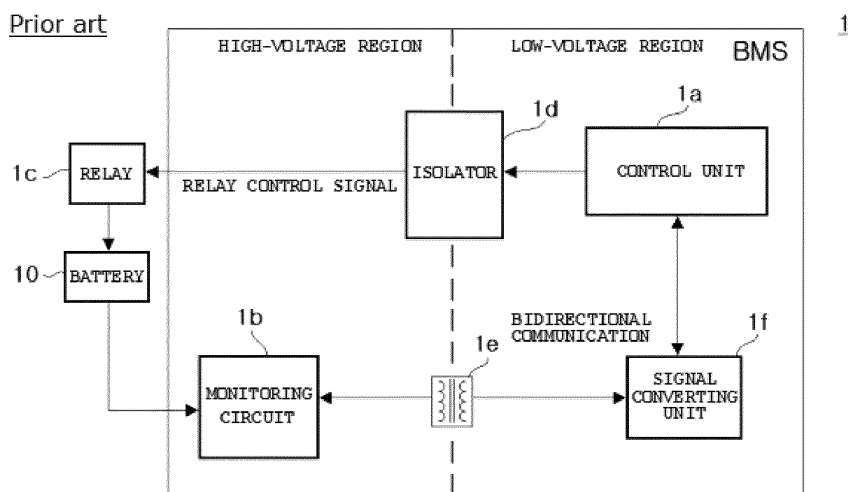 Prior art
1
HIGH-VOLTAGE REGION
LOW-VOLTAGE REGION
BMS
1d
1a
1c
RELAY
RELAY CONTROL SIGNAL
ISOLATOR
CONTROL UNIT
10
BATTERY
BIDIRECTIONAL
COMMUNICATION
1b
1e
1f
MONITORING
CIRCUIT
SIGNAL
CONVERTING
UNIT